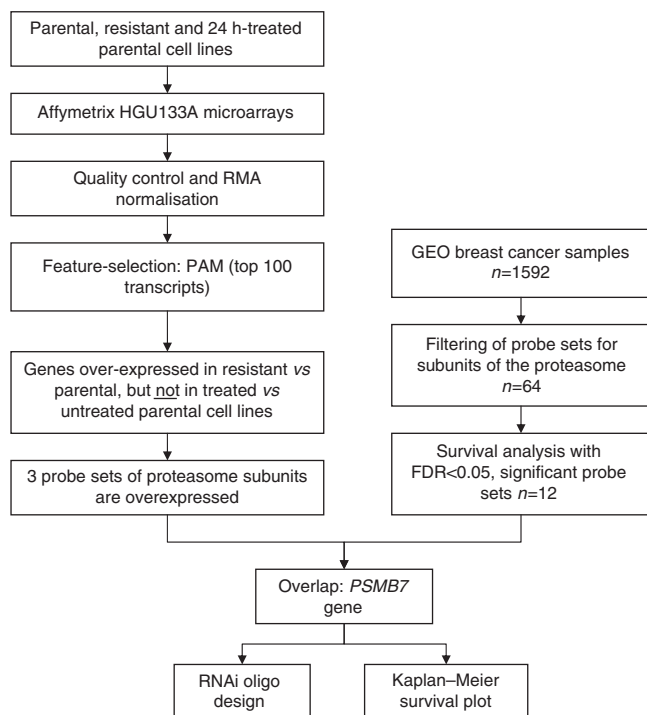 Parental, resistant and 24 h-treated
parental cell lines
Affymetrix HGU133A microarrays
Quality control and RMA
normalisation
Feature-selection: PAM (top 100
transcripts)
Genes over-expressed in resistant vs
parental, but not in treated vs
untreated parental cell lines
3 probe sets of proteasome subunits
are overexpressed
GEO breast cancer samples
n=1592
Filtering of probe sets for
subunits of the proteasome
n=64
Survival analysis with
FDR<0.05, significant probe
sets n=12
Overlap: PSMB7
gene
RNAi oligo
design
Kaplan–Meier
survival plot